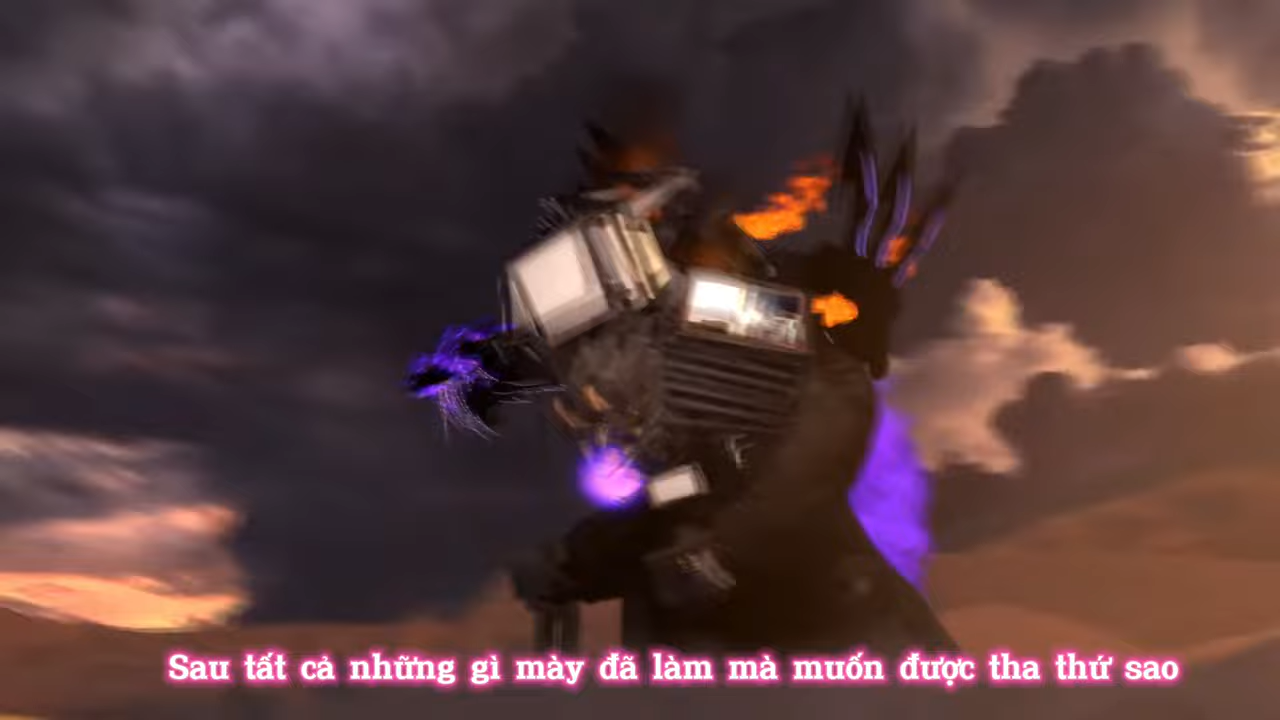 Sau tất cả những gì mày đã làm mà muốn được tha thứ sao